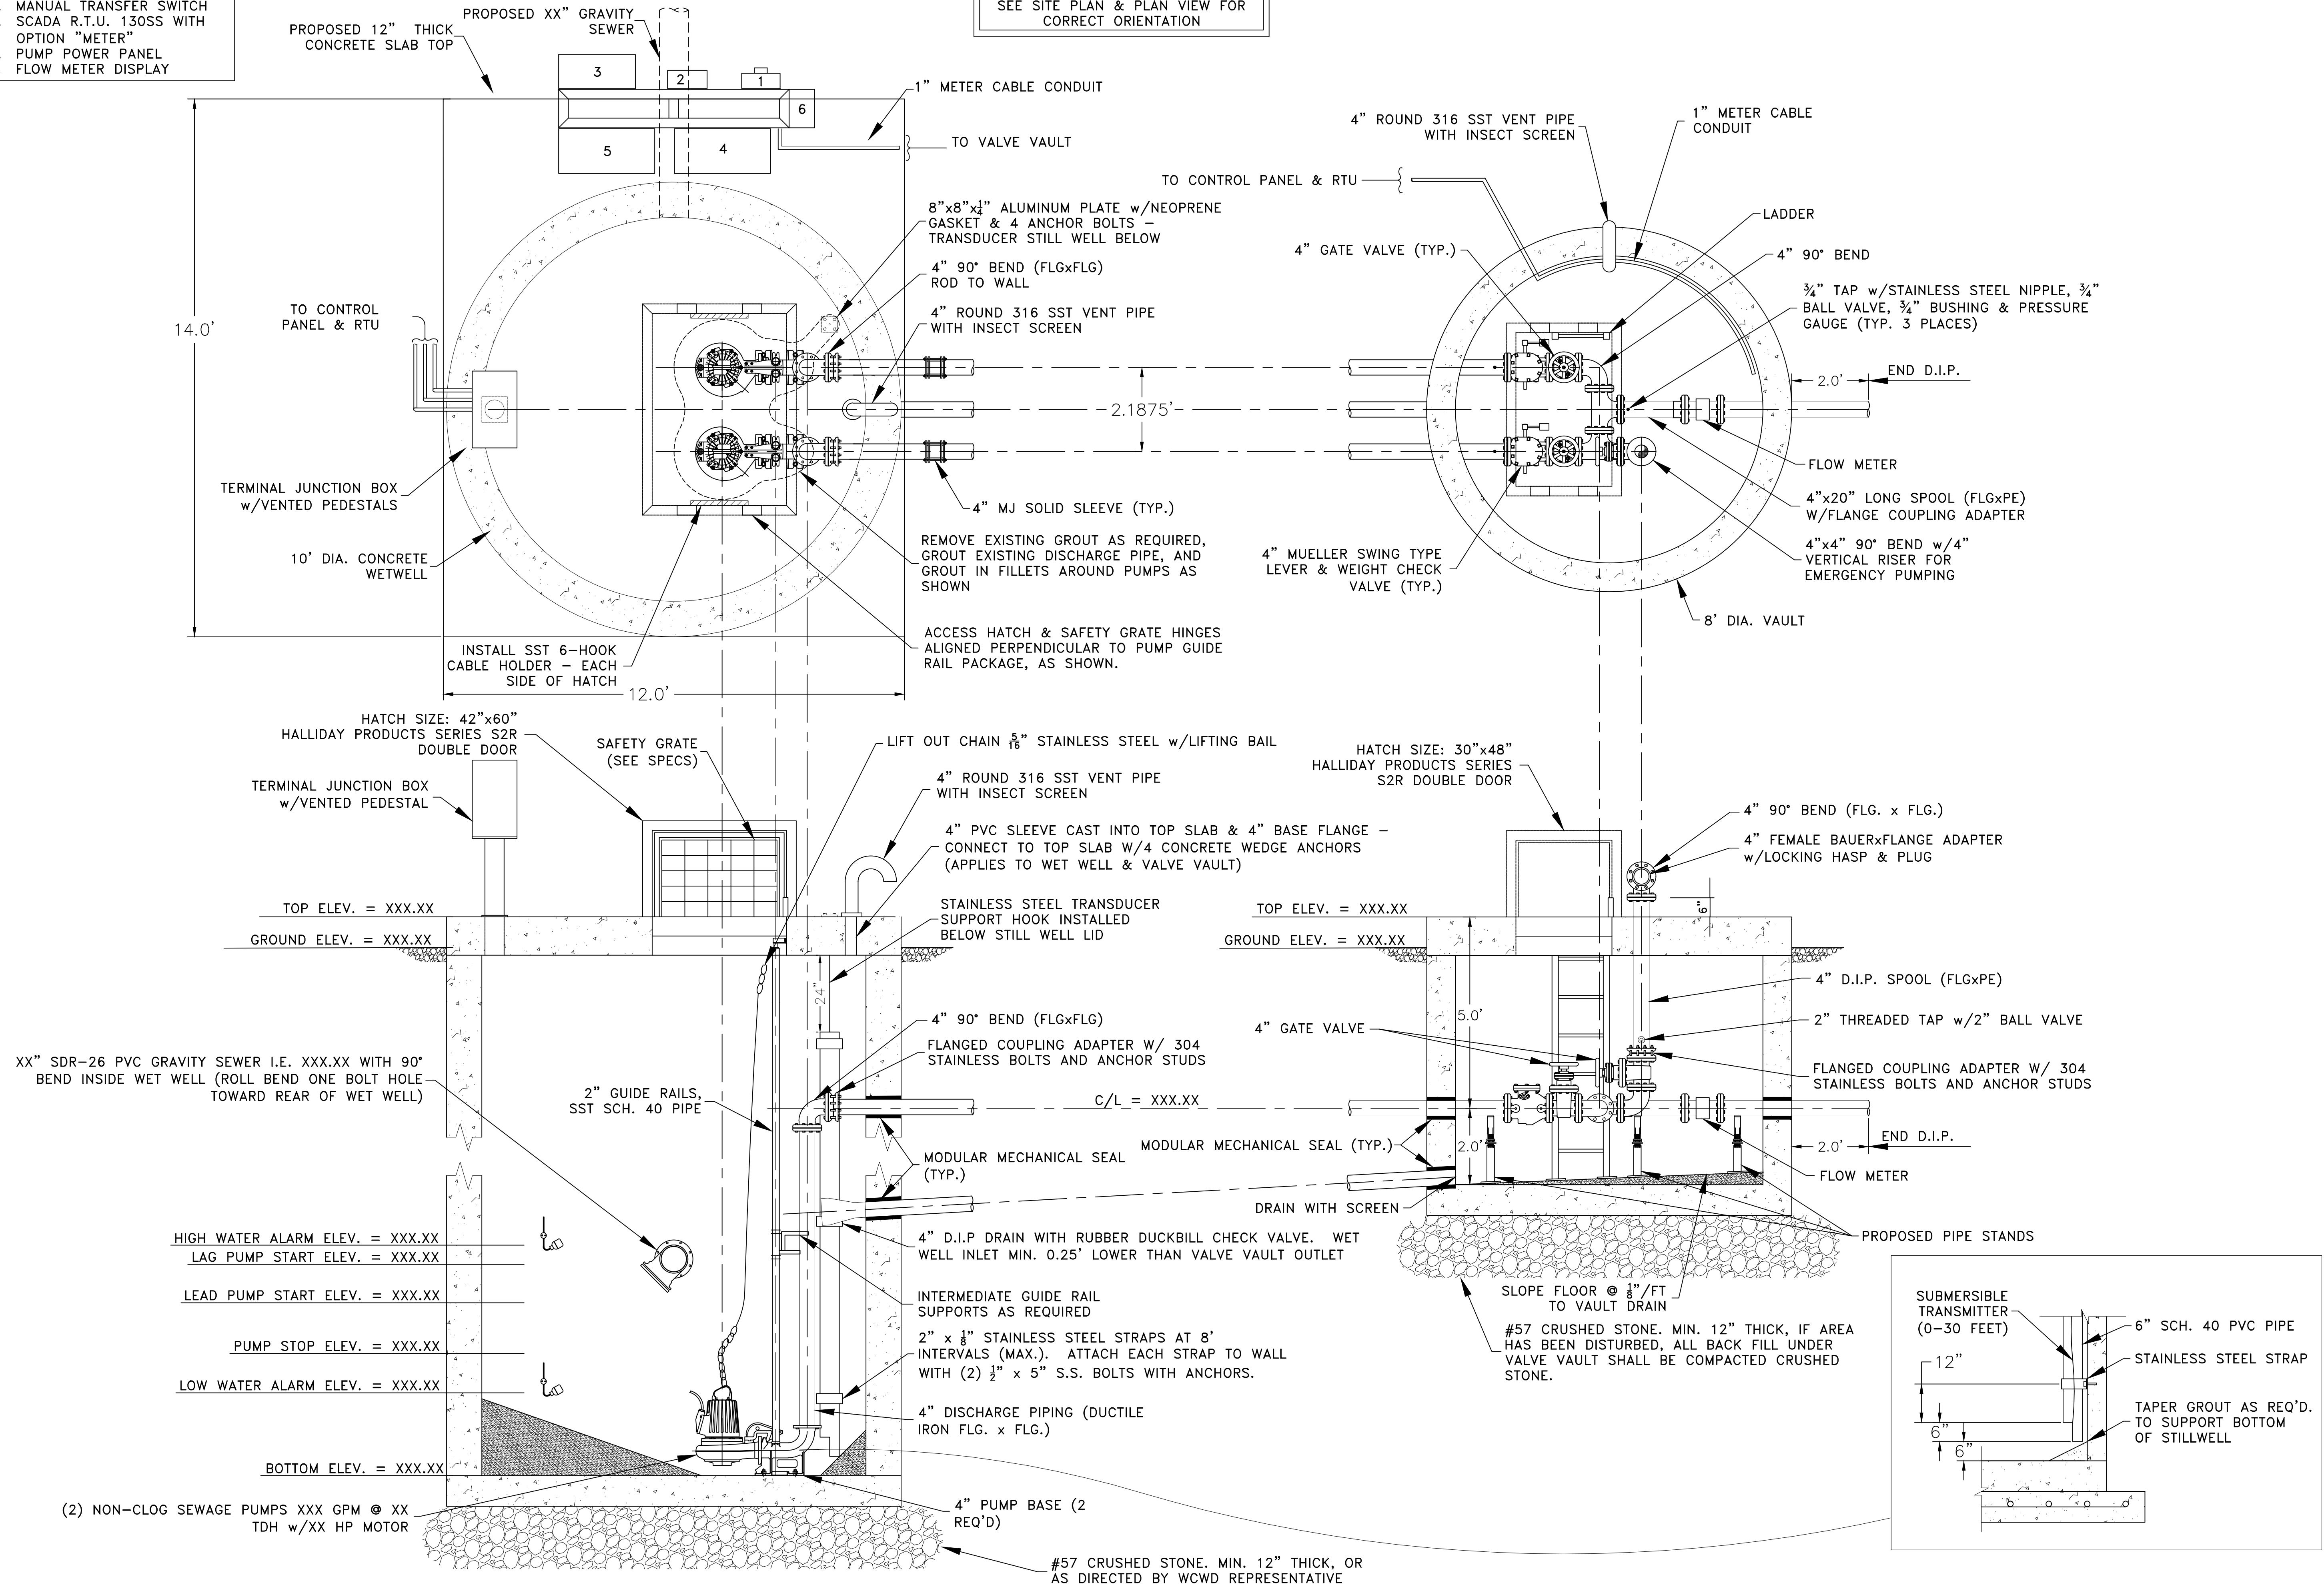 MANUAL TRANSFER SWITCH
SCADA R.T.U. 130SS WITH
OPTION "METER"
PUMP POWER PANEL
FLOW METER DISPLAY
PROPOSED 12" THICK
CONCRETE SLAB TOP
PROPOSED XX" GRAVITY
SEWER
SEE SITE PLAN & PLAN VIEW FOR
CORRECT ORIENTATION
3
2
1
6
5
4
1" METER CABLE CONDUIT
TO VALVE VAULT
14.0'
8"x8"x¼" ALUMINUM PLATE w/NEOPRENE
GASKET & 4 ANCHOR BOLTS –
TRANSDUCER STILL WELL BELOW
4" 90° BEND (FLGxFLG)
ROD TO WALL
4" ROUND 316 SST VENT PIPE
WITH INSECT SCREEN
TO CONTROL
PANEL & RTU
TERMINAL JUNCTION BOX
w/VENTED PEDESTALS
10' DIA. CONCRETE
WETWELL
4" MJ SOLID SLEEVE (TYP.)
REMOVE EXISTING GROUT AS REQUIRED,
GROUT EXISTING DISCHARGE PIPE, AND
GROUT IN FILLETS AROUND PUMPS AS
SHOWN
ACCESS HATCH & SAFETY GRATE HINGES
ALIGNED PERPENDICULAR TO PUMP GUIDE
RAIL PACKAGE, AS SHOWN.
INSTALL SST 6–HOOK
CABLE HOLDER – EACH
SIDE OF HATCH
12.0'
2.1875'
4" ROUND 316 SST VENT PIPE
WITH INSECT SCREEN
1" METER CABLE
CONDUIT
TO CONTROL PANEL & RTU
LADDER
4" GATE VALVE (TYP.)
4" 90° BEND
¾" TAP w/STAINLESS STEEL NIPPLE, ¾"
BALL VALVE, ¾" BUSHING & PRESSURE
GAUGE (TYP. 3 PLACES)
2.0'
END D.I.P.
FLOW METER
4"x20" LONG SPOOL (FLGxPE)
W/FLANGE COUPLING ADAPTER
4"x4" 90° BEND w/4"
VERTICAL RISER FOR
EMERGENCY PUMPING
4" MUELLER SWING TYPE
LEVER & WEIGHT CHECK
VALVE (TYP.)
8' DIA. VAULT
HATCH SIZE: 42"x60"
HALLIDAY PRODUCTS SERIES S2R
DOUBLE DOOR
SAFETY GRATE
(SEE SPECS)
TERMINAL JUNCTION BOX
w/VENTED PEDESTAL
LIFT OUT CHAIN 5/16" STAINLESS STEEL w/LIFTING BAIL
4" ROUND 316 SST VENT PIPE
WITH INSECT SCREEN
4" PVC SLEEVE CAST INTO TOP SLAB & 4" BASE FLANGE –
CONNECT TO TOP SLAB W/4 CONCRETE WEDGE ANCHORS
(APPLIES TO WET WELL & VALVE VAULT)
STAINLESS STEEL TRANSDUCER
SUPPORT HOOK INSTALLED
BELOW STILL WELL LID
TOP ELEV. = XXX.XX
GROUND ELEV. = XXX.XX
24"
4" 90° BEND (FLGxFLG)
FLANGED COUPLING ADAPTER W/ 304
STAINLESS BOLTS AND ANCHOR STUDS
XX" SDR–26 PVC GRAVITY SEWER I.E. XXX.XX WITH 90°
BEND INSIDE WET WELL (ROLL BEND ONE BOLT HOLE
TOWARD REAR OF WET WELL)
2" GUIDE RAILS,
SST SCH. 40 PIPE
C/L = XXX.XX
MODULAR MECHANICAL SEAL
(TYP.)
HIGH WATER ALARM ELEV. = XXX.XX
LAG PUMP START ELEV. = XXX.XX
LEAD PUMP START ELEV. = XXX.XX
PUMP STOP ELEV. = XXX.XX
LOW WATER ALARM ELEV. = XXX.XX
BOTTOM ELEV. = XXX.XX
4" D.I.P DRAIN WITH RUBBER DUCKBILL CHECK VALVE. WET
WELL INLET MIN. 0.25' LOWER THAN VALVE VAULT OUTLET
INTERMEDIATE GUIDE RAIL
SUPPORTS AS REQUIRED
2" x ⅛" STAINLESS STEEL STRAPS AT 8'
INTERVALS (MAX.). ATTACH EACH STRAP TO WALL
WITH (2) ½" x 5" S.S. BOLTS WITH ANCHORS.
4" DISCHARGE PIPING (DUCTILE
IRON FLG. x FLG.)
(2) NON–CLOG SEWAGE PUMPS XXX GPM @ XX
TDH w/XX HP MOTOR
4" PUMP BASE (2
REQ'D)
#57 CRUSHED STONE. MIN. 12" THICK, OR
AS DIRECTED BY WCWD REPRESENTATIVE
HATCH SIZE: 30"x48"
HALLIDAY PRODUCTS SERIES
S2R DOUBLE DOOR
4" 90° BEND (FLG. x FLG.)
4" FEMALE BAUERxFLANGE ADAPTER
w/LOCKING HASP & PLUG
TOP ELEV. = XXX.XX
GROUND ELEV. = XXX.XX
6"
5.0'
4" D.I.P. SPOOL (FLGxPE)
4" GATE VALVE
2" THREADED TAP w/2" BALL VALVE
FLANGED COUPLING ADAPTER W/ 304
STAINLESS BOLTS AND ANCHOR STUDS
MODULAR MECHANICAL SEAL (TYP.)
2.0'
2.0'
END D.I.P.
FLOW METER
DRAIN WITH SCREEN
PROPOSED PIPE STANDS
SLOPE FLOOR @ ⅛"/FT
TO VAULT DRAIN
#57 CRUSHED STONE. MIN. 12" THICK, IF AREA
HAS BEEN DISTURBED, ALL BACK FILL UNDER
VALVE VAULT SHALL BE COMPACTED CRUSHED
STONE.
SUBMERSIBLE
TRANSMITTER
(0–30 FEET)
6" SCH. 40 PVC PIPE
12"
STAINLESS STEEL STRAP
TAPER GROUT AS REQ'D.
TO SUPPORT BOTTOM
OF STILLWELL
6"
6"